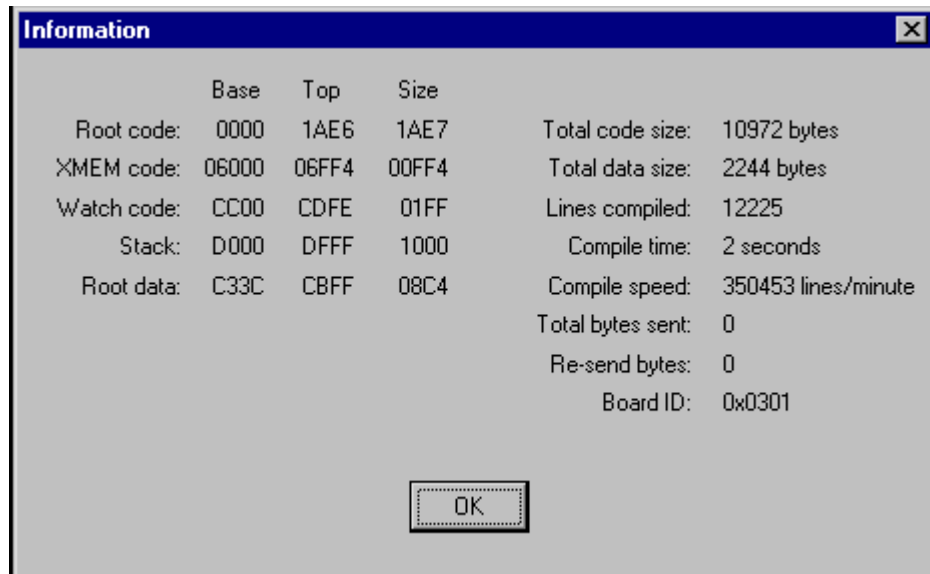 Information
Base Top Size
Root code: 0000 1AE6 1AE7 Total code size: 10972 bytes
XMEM code: 06000 06FF4 00FF4 Total data size: 2244 bytes
Watch code: CC00 CDFE 01FF Lines compiled: 12225
Stack: D000 DFFF 1000 Compile time: 2 seconds
Root data: C33C CBFF 08C4 Compile speed: 350453 lines/minute
Total bytes sent: 0
Re-send bytes: 0
Board ID: 0x0301
OK